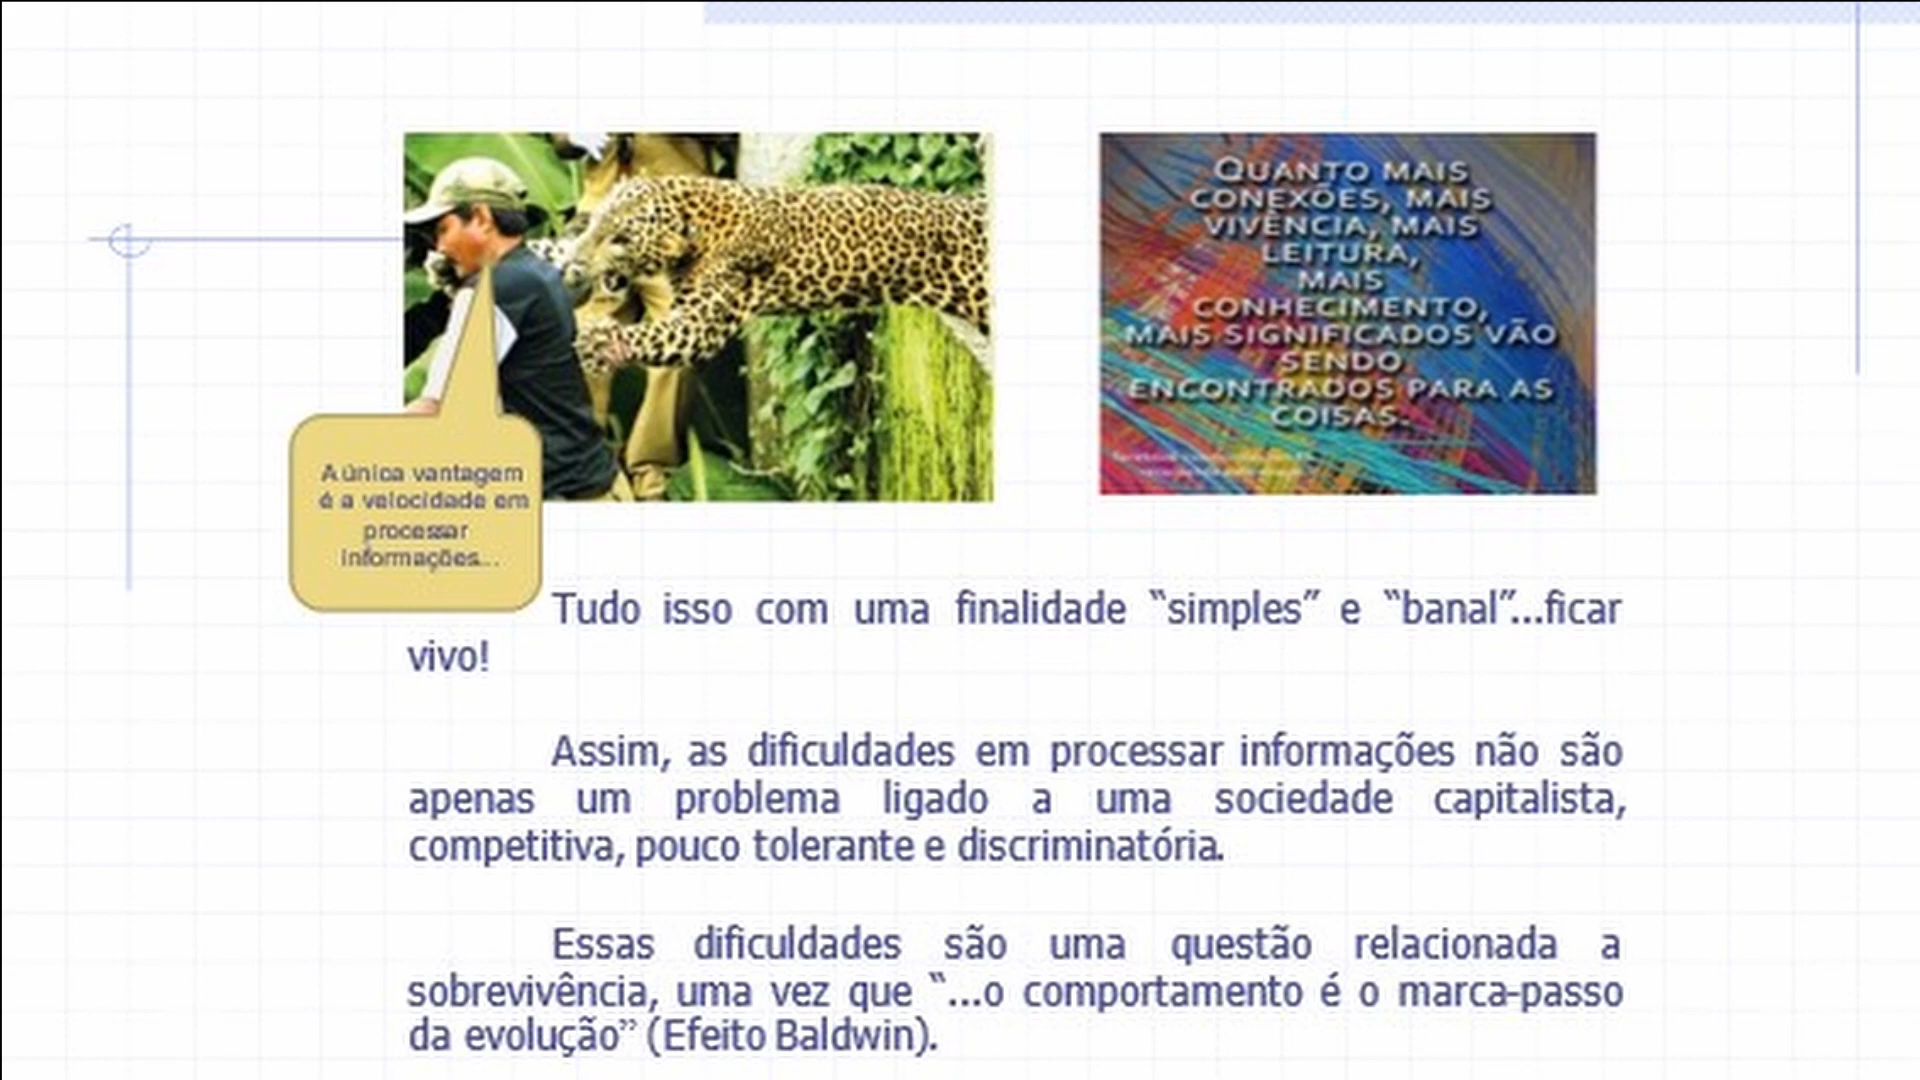 QUANTO MAIS
CONEXÕES, MAIS
VIVÊNCIA, MAIS
LEITURA,
MAIS
CONHECIMENTO,
MAIS SIGNIFICADOS VÃO
SENDO
ENCONTRADOS PARA AS
COISAS.
A única vantagem
é a velocidade em
processar
informações...
Tudo isso com uma finalidade “simples” e “banal”...ficar
vivo!
Assim, as dificuldades em processar informações não são
apenas um problema ligado a uma sociedade capitalista,
competitiva, pouco tolerante e discriminatória.
Essas dificuldades são uma questão relacionada a
sobrevivência, uma vez que “...o comportamento é o marca-passo
da evolução” (Efeito Baldwin).